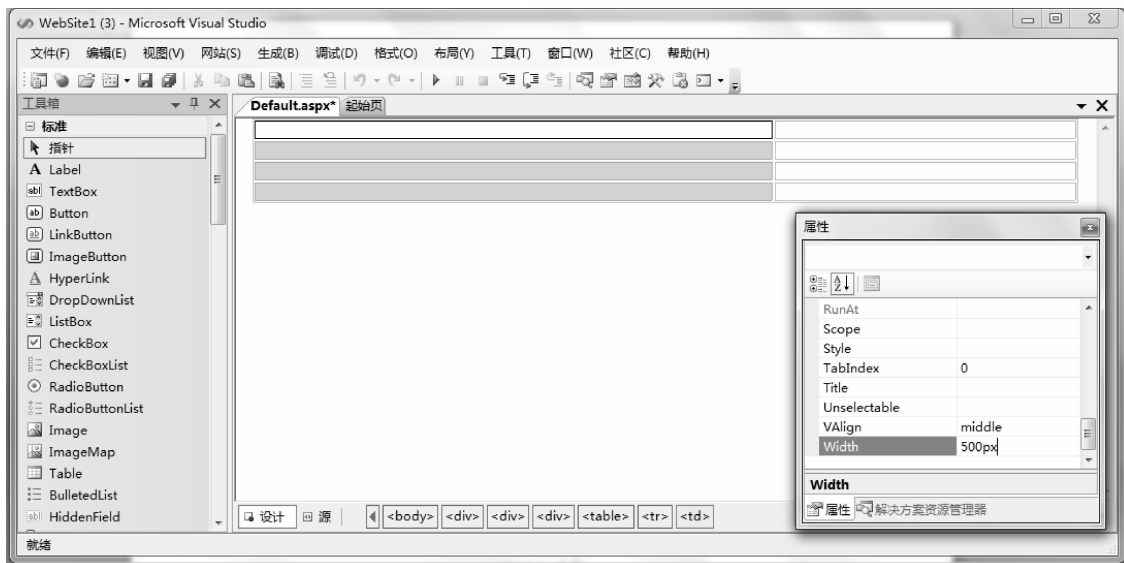 WebSite1 (3) - Microsoft Visual Studio
文件(F) 编辑(E) 视图(V) 网站(S) 生成(B) 调试(D) 格式(O) 布局(Y) 工具(T) 窗口(W) 社区(C) 帮助(H)
工具箱
Default.aspx* 起始页
标准
指针
A Label
abl TextBox
ab Button
ab LinkButton
ImageButton
A HyperLink
DropDownList
ListBox
CheckBox
CheckBoxList
RadioButton
RadioButtonList
Image
ImageMap
Table
BulletedList
abl HiddenField
属性
RunAt
Scope
Style
TabIndex 0
Title
Unselectable
VAlign middle
Width 500px
Width
属性 解决方案资源管理器
设计 源 <body> <div> <div> <div> <table> <tr> <td>
就绪